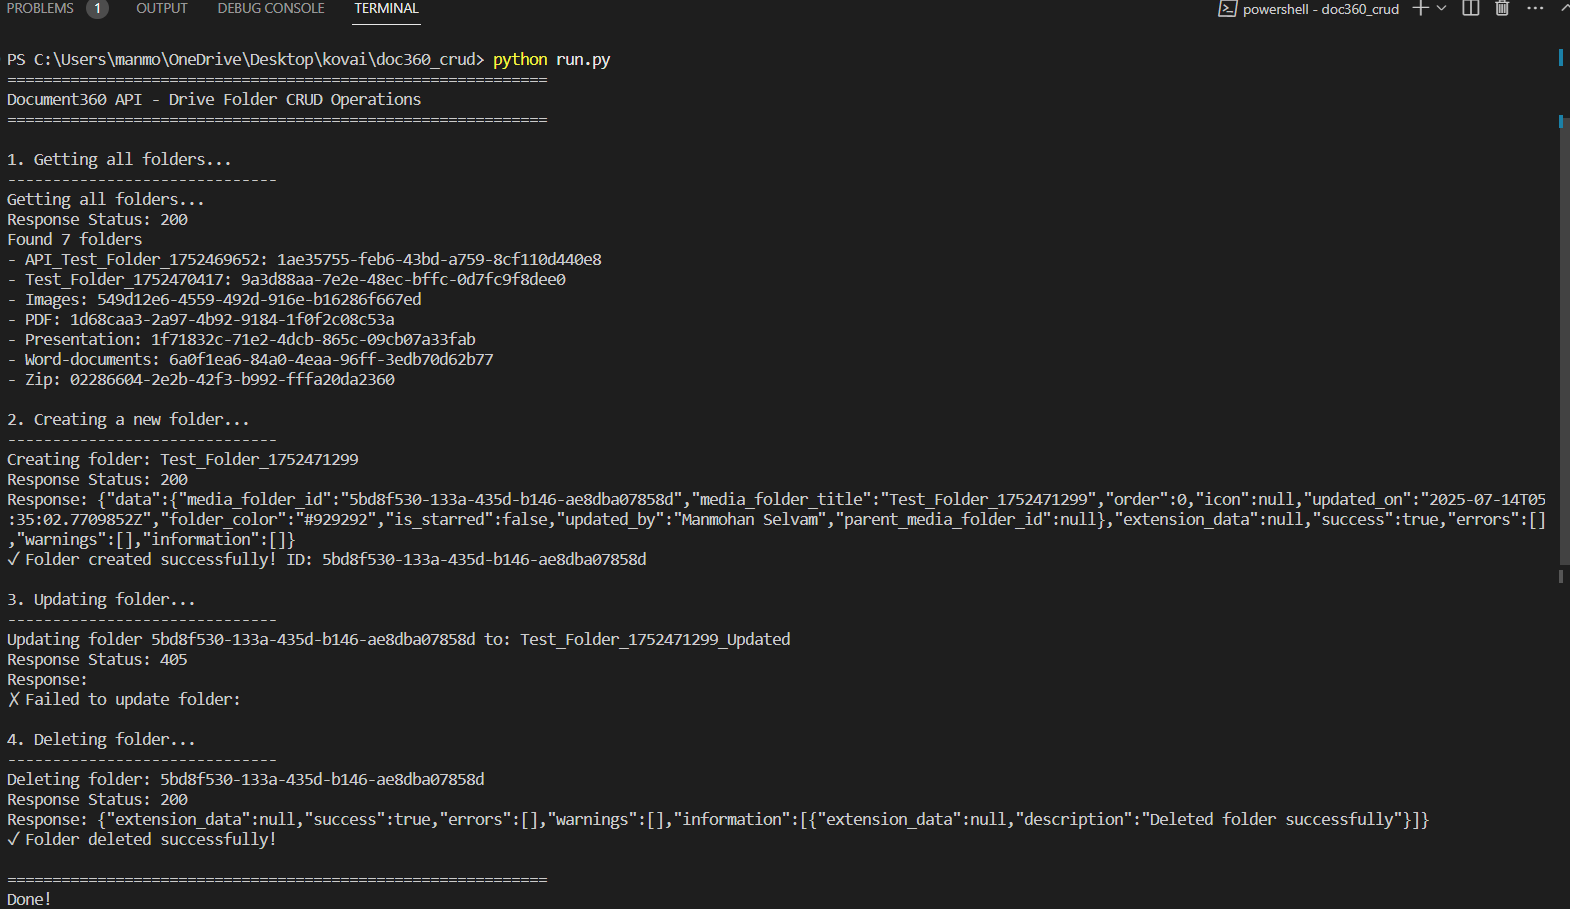 PROBLEMS 1 OUTPUT DEBUG CONSOLE TERMINAL powershell - doc360_crud
PS C:\Users\manmo\OneDrive\Desktop\kovai\doc360_crud> python run.py
============================================================
Document360 API - Drive Folder CRUD Operations
============================================================
1. Getting all folders...
------------------------------
Getting all folders...
Response Status: 200
Found 7 folders
- API_Test_Folder_1752469652: 1ae35755-feb6-43bd-a759-8cf110d440e8
- Test_Folder_1752470417: 9a3d88aa-7e2e-48ec-bffc-0d7fc9f8dee0
- Images: 549d12e6-4559-492d-916e-b16286f667ed
- PDF: 1d68caa3-2a97-4b92-9184-1f0f2c08c53a
- Presentation: 1f71832c-71e2-4dcb-865c-09cb07a33fab
- Word-documents: 6a0f1ea6-84a0-4eaa-96ff-3edb70d62b77
- Zip: 02286604-2e2b-42f3-b992-fffa20da2360
2. Creating a new folder...
------------------------------
Creating folder: Test_Folder_1752471299
Response Status: 200
Response: {"data":{"media_folder_id":"5bd8f530-133a-435d-b146-ae8dba07858d","media_folder_title":"Test_Folder_1752471299","order":0,"icon":null,"updated_on":"2025-07-14T05
:35:02.7709852Z","folder_color":"#929292","is_starred":false,"updated_by":"Manmohan Selvam","parent_media_folder_id":null},"extension_data":null,"success":true,"errors":[]
,"warnings":[],"information":[]}
✓ Folder created successfully! ID: 5bd8f530-133a-435d-b146-ae8dba07858d
3. Updating folder...
------------------------------
Updating folder 5bd8f530-133a-435d-b146-ae8dba07858d to: Test_Folder_1752471299_Updated
Response Status: 405
Response:
✗ Failed to update folder:
4. Deleting folder...
------------------------------
Deleting folder: 5bd8f530-133a-435d-b146-ae8dba07858d
Response Status: 200
Response: {"extension_data":null,"success":true,"errors":[],"warnings":[],"information":[{"extension_data":null,"description":"Deleted folder successfully"}]}
✓ Folder deleted successfully!
============================================================
Done!